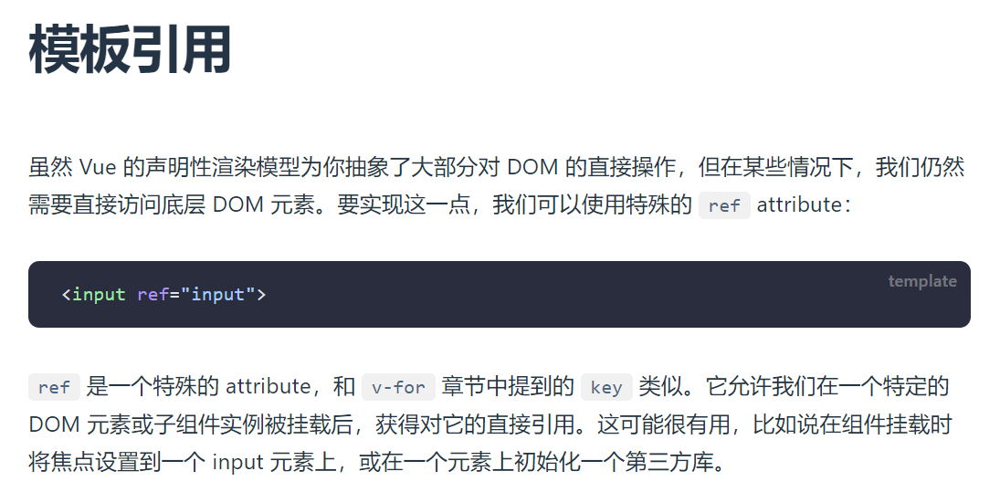 模板引用
虽然 Vue 的声明性渲染模型为你抽象了大部分对 DOM 的直接操作，但在某些情况下，我们仍然
需要直接访问底层 DOM 元素。要实现这一点，我们可以使用特殊的 ref attribute：
template
<input ref="input">
ref 是一个特殊的 attribute，和 v-for 章节中提到的 key 类似。它允许我们在一个特定的
DOM 元素或子组件实例被挂载后，获得对它的直接引用。这可能很有用，比如说在组件挂载时
将焦点设置到一个 input 元素上，或在一个元素上初始化一个第三方库。